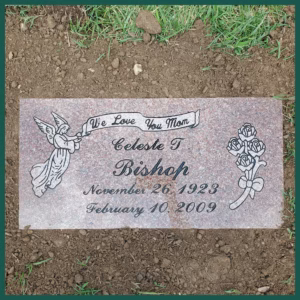 We Love You Mom
Celeste T
Bishop
November 26, 1923
February 10, 2009